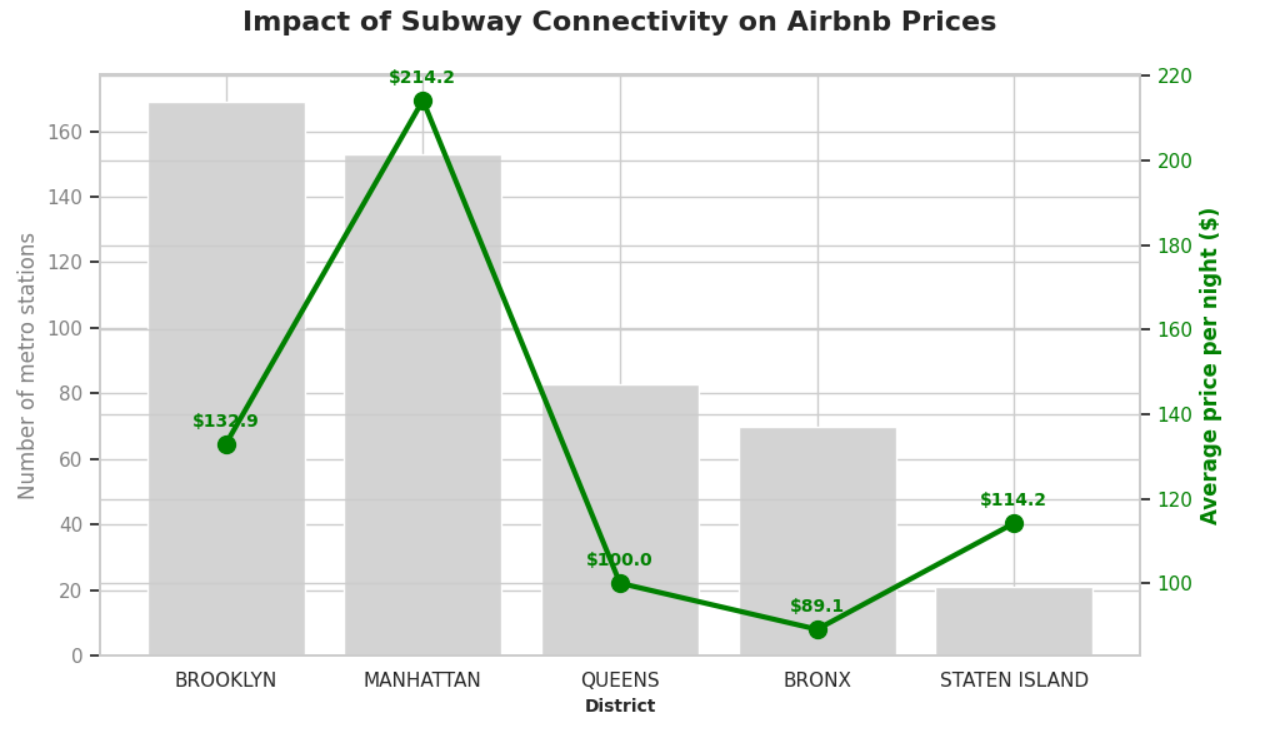 Impact of Subway Connectivity on Airbnb Prices
Number of metro stations
160
140
120
100
80
60
40
20
0
$132.9
$214.2
$100.0
$89.1
$114.2
220
200
180
160
140
120
100
Average price per night ($)
BROOKLYN
MANHATTAN
QUEENS
BRONX
STATEN ISLAND
District